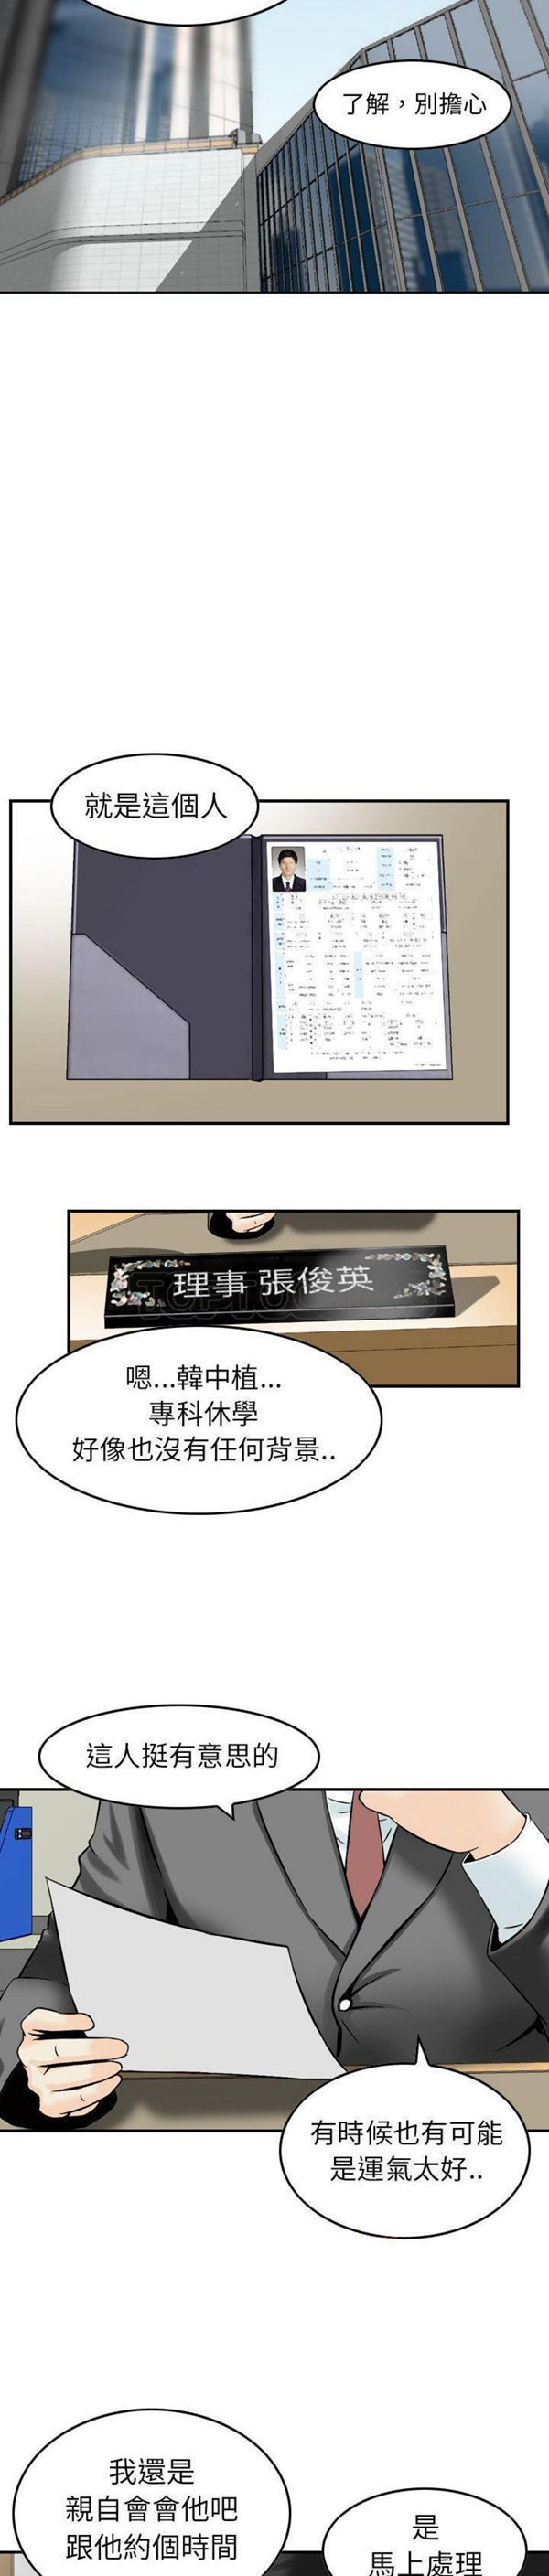 了解，別擔心
就是這個人
理事 張俊英
TOPTOON
嗯...韓中植...
專科休學
好像也沒有任何背景..
這人挺有意思的
有時候也有可能
是運氣太好..
我還是
親自會會他吧
跟他約個時間
是
馬上處理